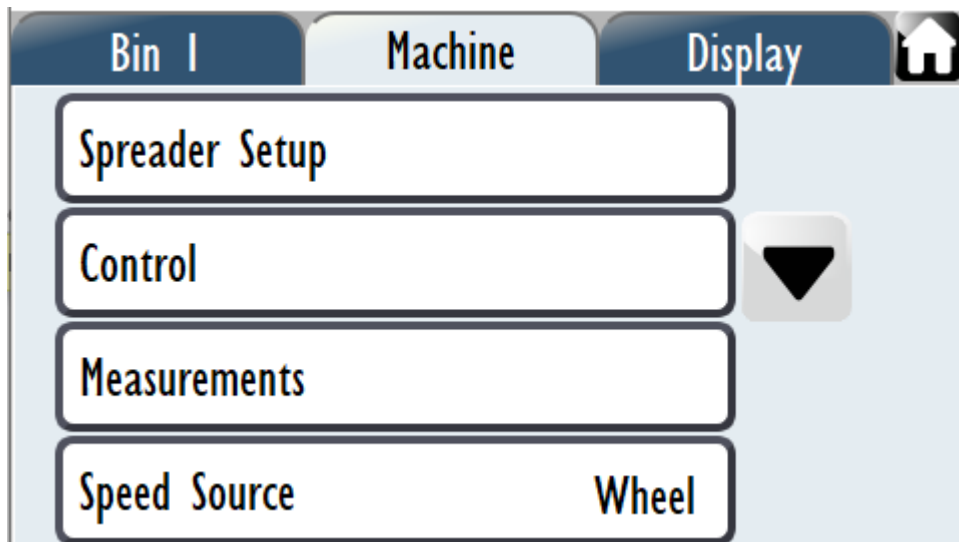 Bin 1
Machine
Display
Spreader Setup
Control
Measurements
Speed Source
Wheel